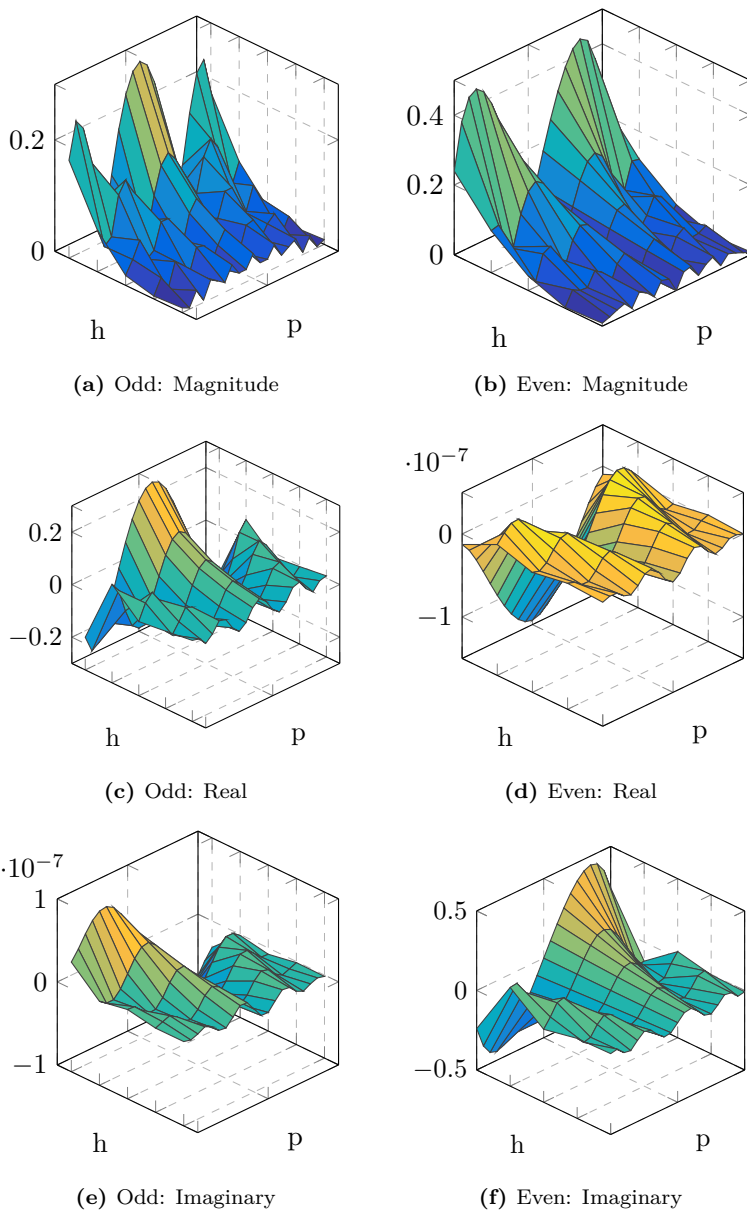 0.2
0
h
p
(a) Odd: Magnitude
0.4
0.2
0
h
p
(b) Even: Magnitude
0.2
0
−0.2
h
p
(c) Odd: Real
·10−7
0
−1
h
p
(d) Even: Real
·10−7
1
0
−1
h
p
(e) Odd: Imaginary
0.5
0
−0.5
h
p
(f) Even: Imaginary